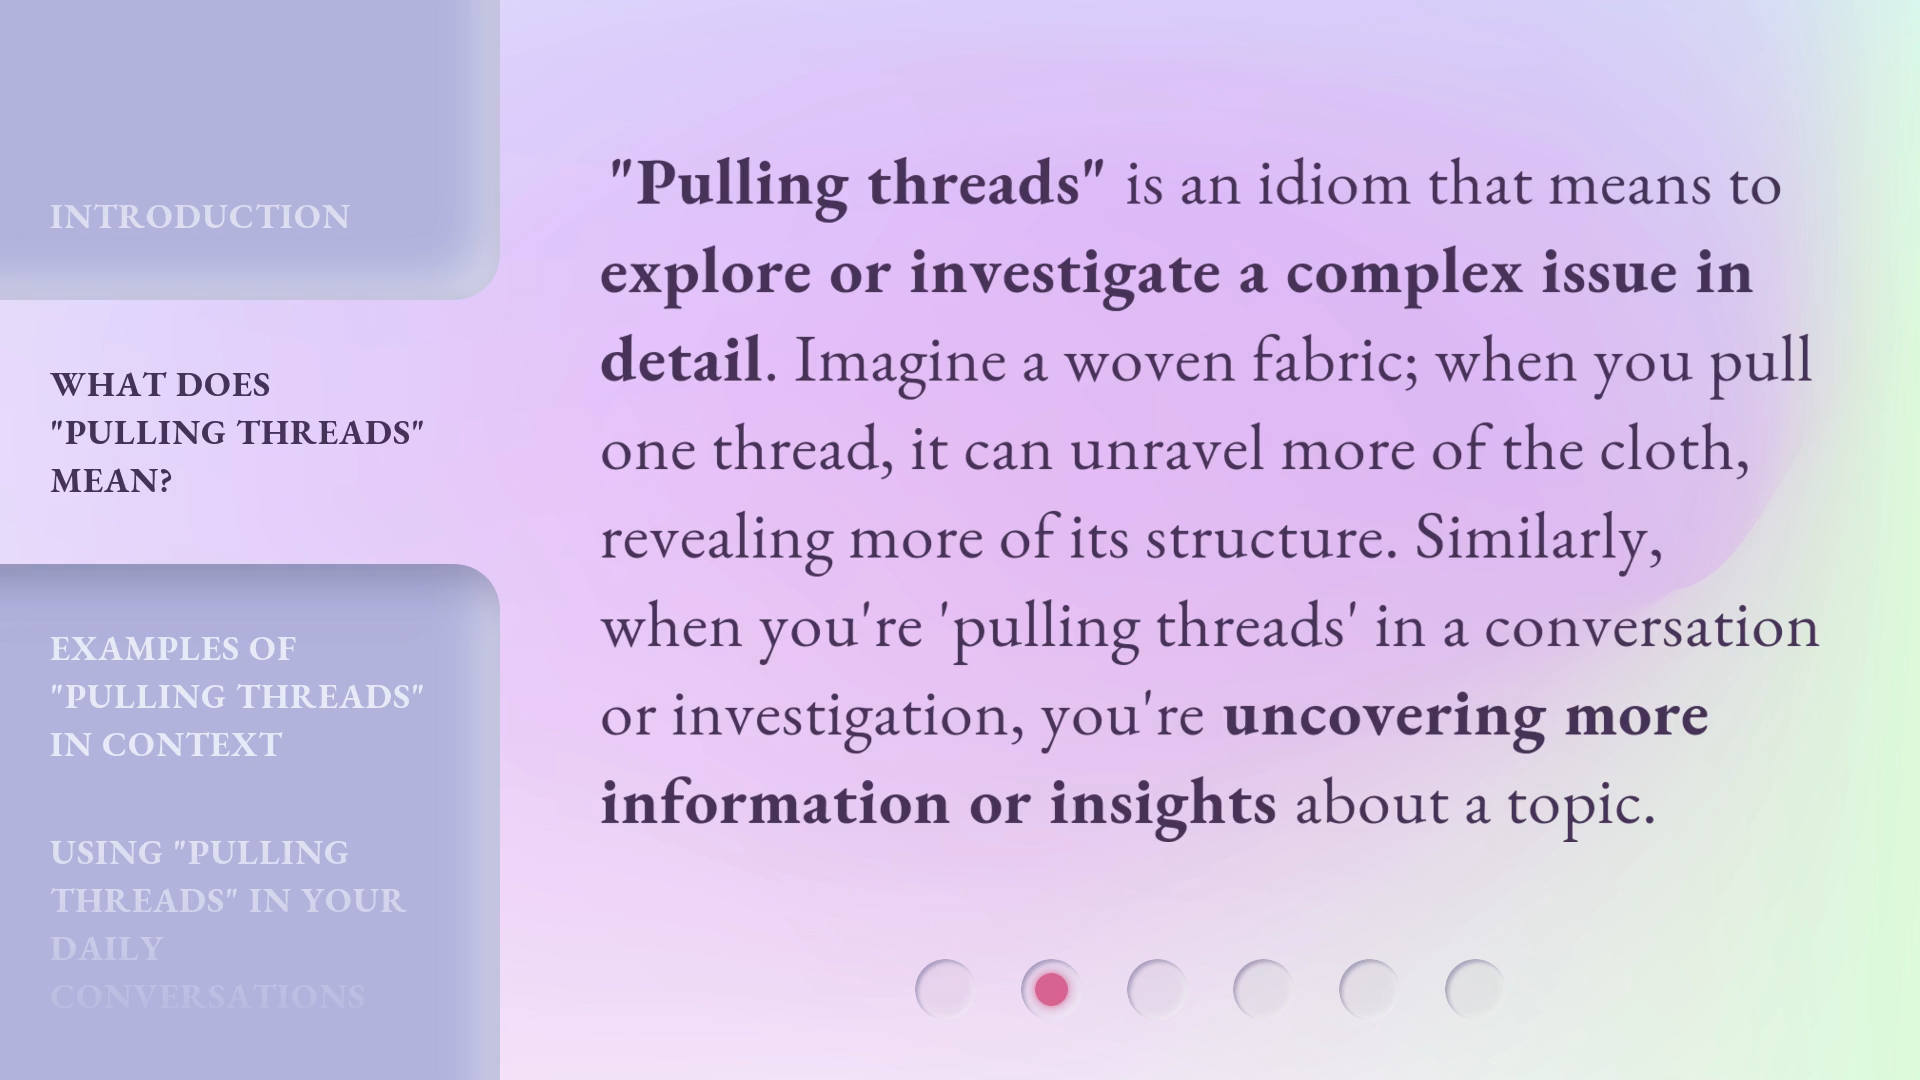 INTRODUCTION
WHAT DOES
"PULLING THREADS"
MEAN?
EXAMPLES OF
"PULLING THREADS"
IN CONTEXT
USING "PULLING
THREADS" IN YOUR
DAILY
CONVERSATIONS
"Pulling threads" is an idiom that means to
explore or investigate a complex issue in
detail. Imagine a woven fabric; when you pull
one thread, it can unravel more of the cloth,
revealing more of its structure. Similarly,
when you're 'pulling threads' in a conversation
or investigation, you're uncovering more
information or insights about a topic.